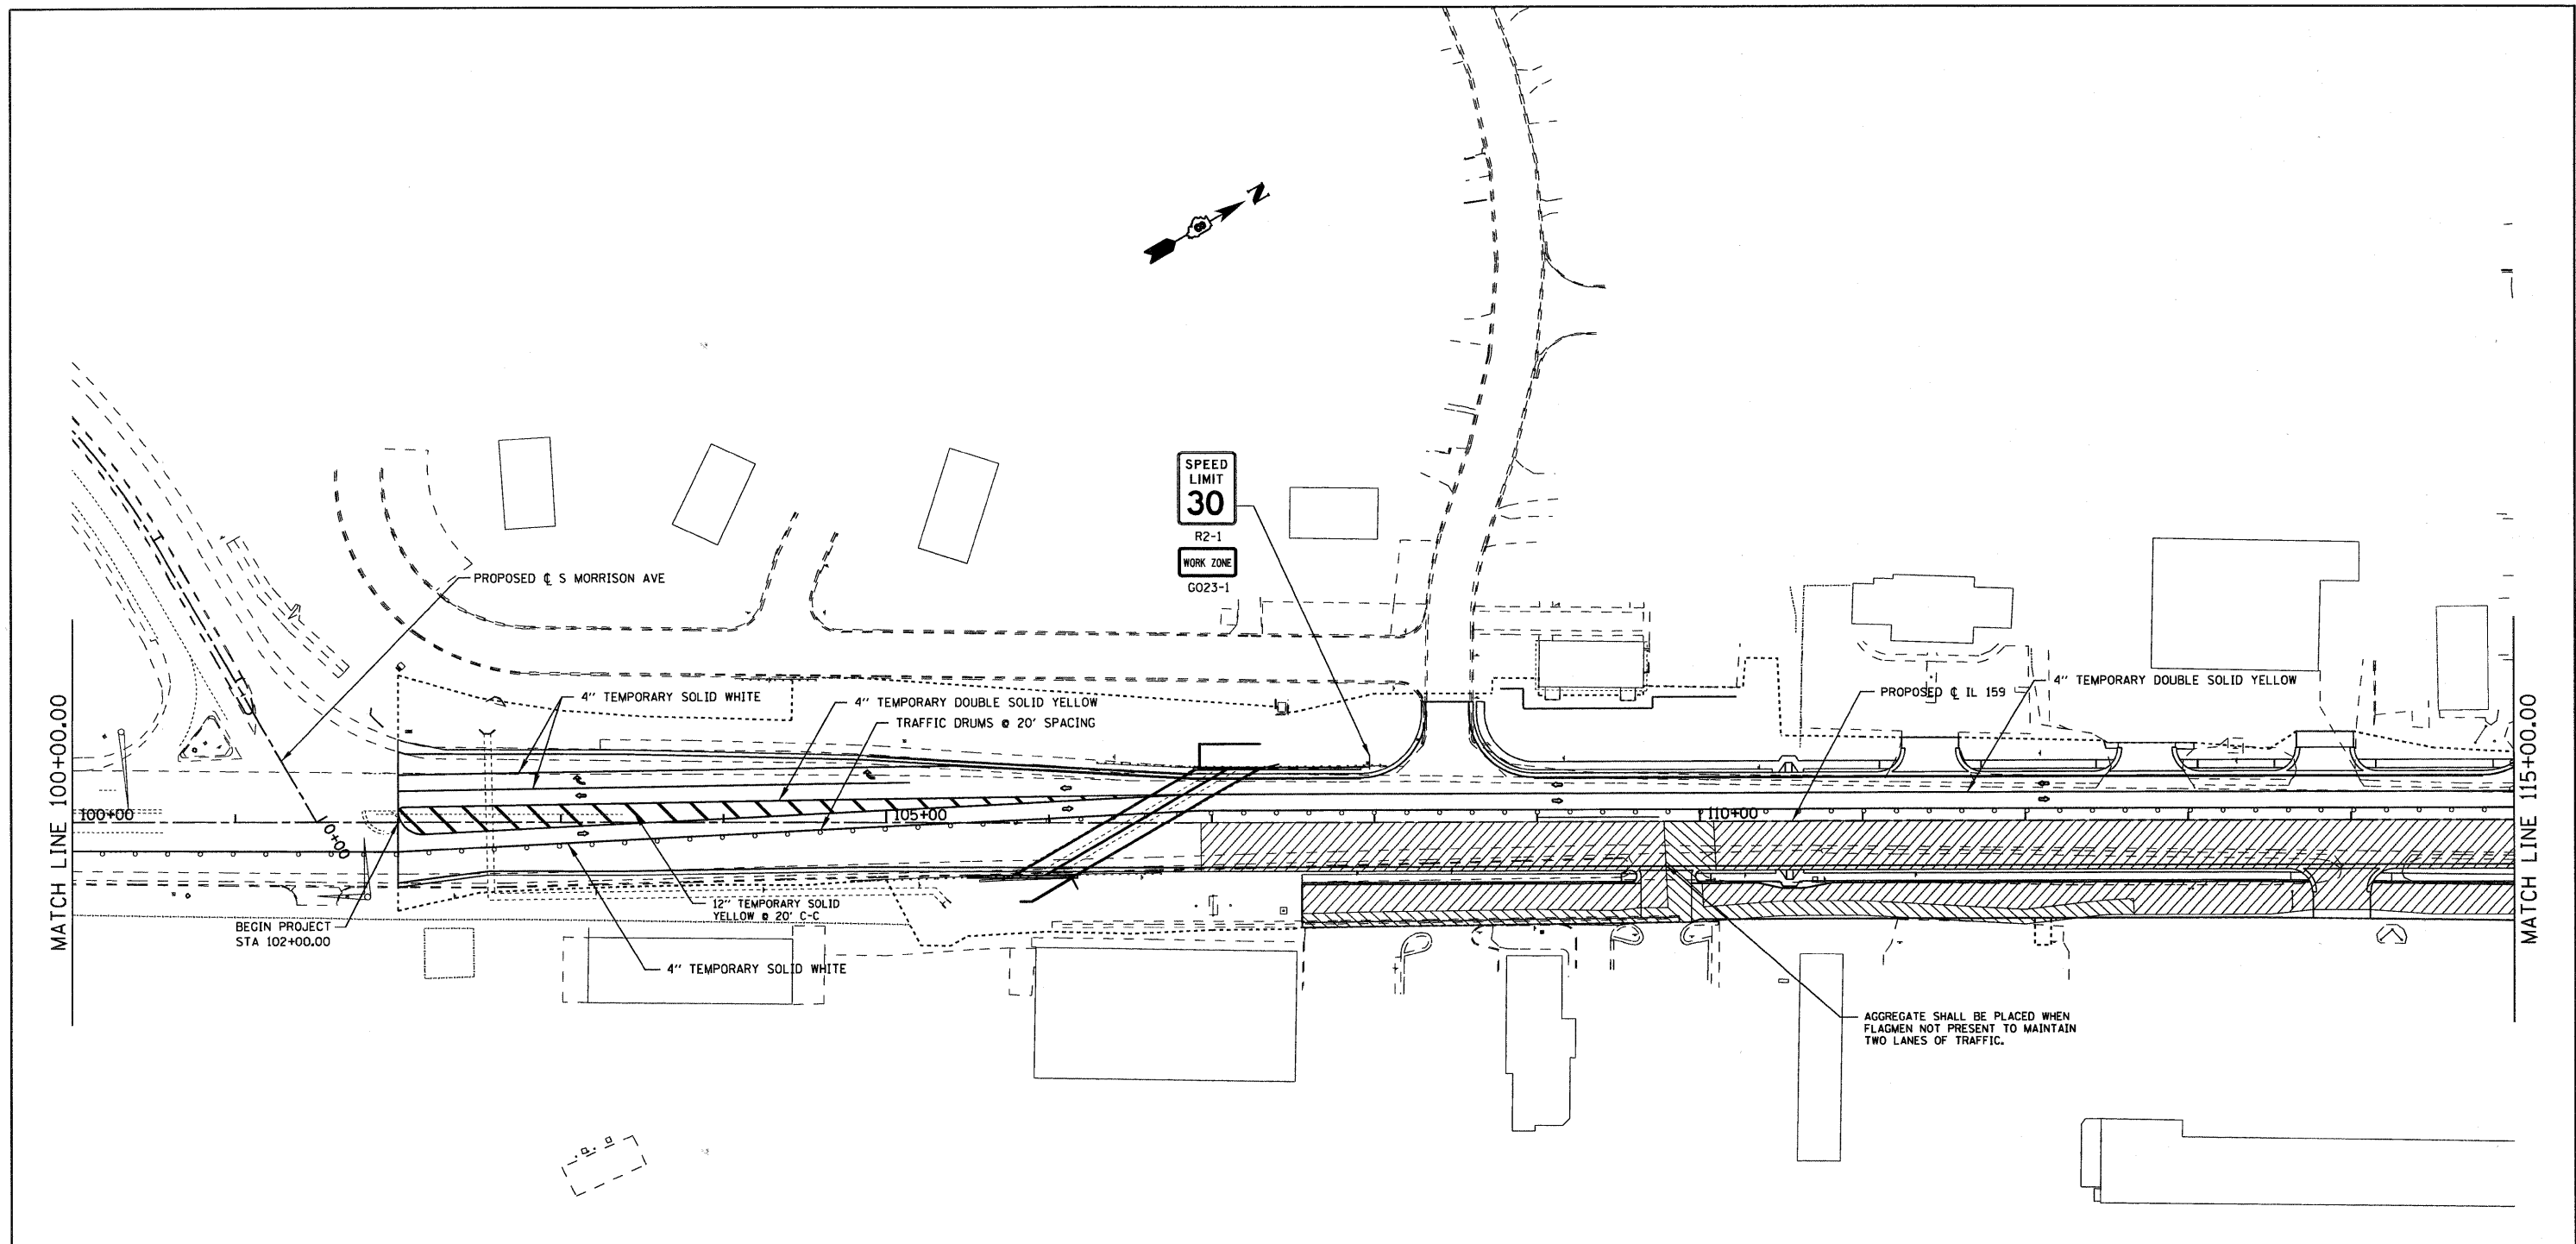 N
SPEED
LIMIT
30
R2-1
WORK ZONE
G023-1
PROPOSED ℄ S MORRISON AVE
4" TEMPORARY SOLID WHITE
4" TEMPORARY DOUBLE SOLID YELLOW
TRAFFIC DRUMS @ 20' SPACING
PROPOSED ℄ IL 159
4" TEMPORARY DOUBLE SOLID YELLOW
MATCH LINE 100+00.00
100+00
10+00
105+00
110+00
MATCH LINE 115+00.00
BEGIN PROJECT
STA 102+00.00
12" TEMPORARY SOLID
YELLOW @ 20' C-C
4" TEMPORARY SOLID WHITE
AGGREGATE SHALL BE PLACED WHEN
FLAGMEN NOT PRESENT TO MAINTAIN
TWO LANES OF TRAFFIC.